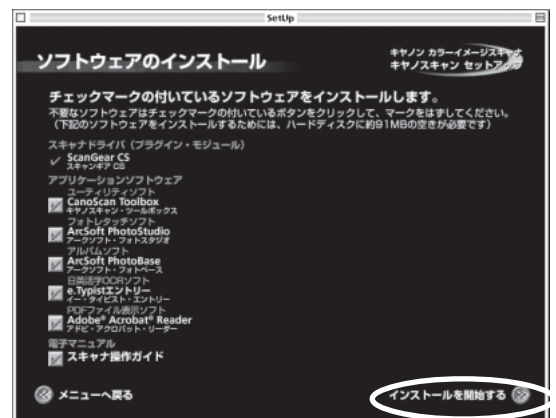 SetUp
ソフトウェアのインストール
キヤノン カラーイメージスキャナ
キヤノスキャン セットアップ
チェックマークの付いているソフトウェアをインストールします。
不要なソフトウェアはチェックマークの付いているボタンをクリックして、マークをはずしてください。
(下記のソフトウェアをインストールするためには、ハードディスクに約91MBの空きが必要です)
スキャナドライバ(プラグイン・モジュール)
ScanGear CS
スキャンギア CS
アプリケーションソフトウェア
ユーティリティソフト
CanoScan Toolbox
キヤノスキャン・ツールボックス
フォトレタッチソフト
ArcSoft PhotoStudio
アークソフト・フォトスタジオ
アルバムソフト
ArcSoft PhotoBase
アークソフト・フォトベース
日英活字OCRソフト
e.Typistエントリー
イー・タイピスト・エントリー
PDFファイル表示ソフト
Adobe® Acrobat® Reader
アドビ・アクロバット・リーダー
電子マニュアル
スキャナ操作ガイド
メニューへ戻る
インストールを開始する